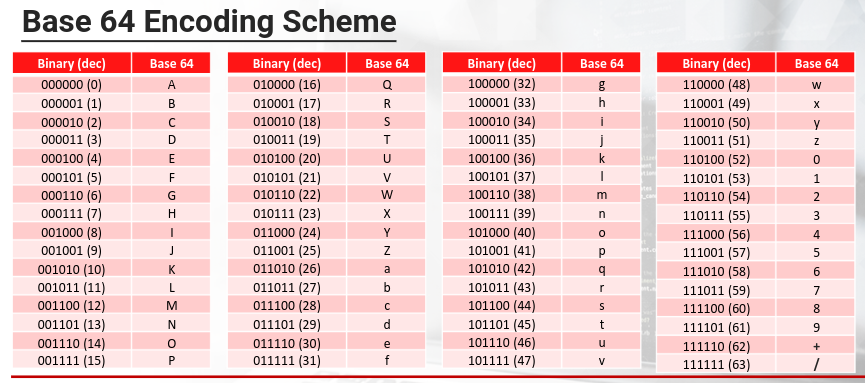 Base 64 Encoding Scheme
Binary (dec) Base 64 Binary (dec) Base 64 Binary (dec) Base 64 Binary (dec) Base 64
000000 (0) A 010000 (16) Q 100000 (32) g 110000 (48) w
000001 (1) B 010001 (17) R 100001 (33) h 110001 (49) x
000010 (2) C 010010 (18) S 100010 (34) i 110010 (50) y
000011 (3) D 010011 (19) T 100011 (35) j 110011 (51) z
000100 (4) E 010100 (20) U 100100 (36) k 110100 (52) 0
000101 (5) F 010101 (21) V 100101 (37) l 110101 (53) 1
000110 (6) G 010110 (22) W 100110 (38) m 110110 (54) 2
000111 (7) H 010111 (23) X 100111 (39) n 110111 (55) 3
001000 (8) I 011000 (24) Y 101000 (40) o 111000 (56) 4
001001 (9) J 011001 (25) Z 101001 (41) p 111001 (57) 5
001010 (10) K 011010 (26) a 101010 (42) q 111010 (58) 6
001011 (11) L 011011 (27) b 101011 (43) r 111011 (59) 7
001100 (12) M 011100 (28) c 101100 (44) s 111100 (60) 8
001101 (13) N 011101 (29) d 101101 (45) t 111101 (61) 9
001110 (14) O 011110 (30) e 101110 (46) u 111110 (62) +
001111 (15) P 011111 (31) f 101111 (47) v 111111 (63) /